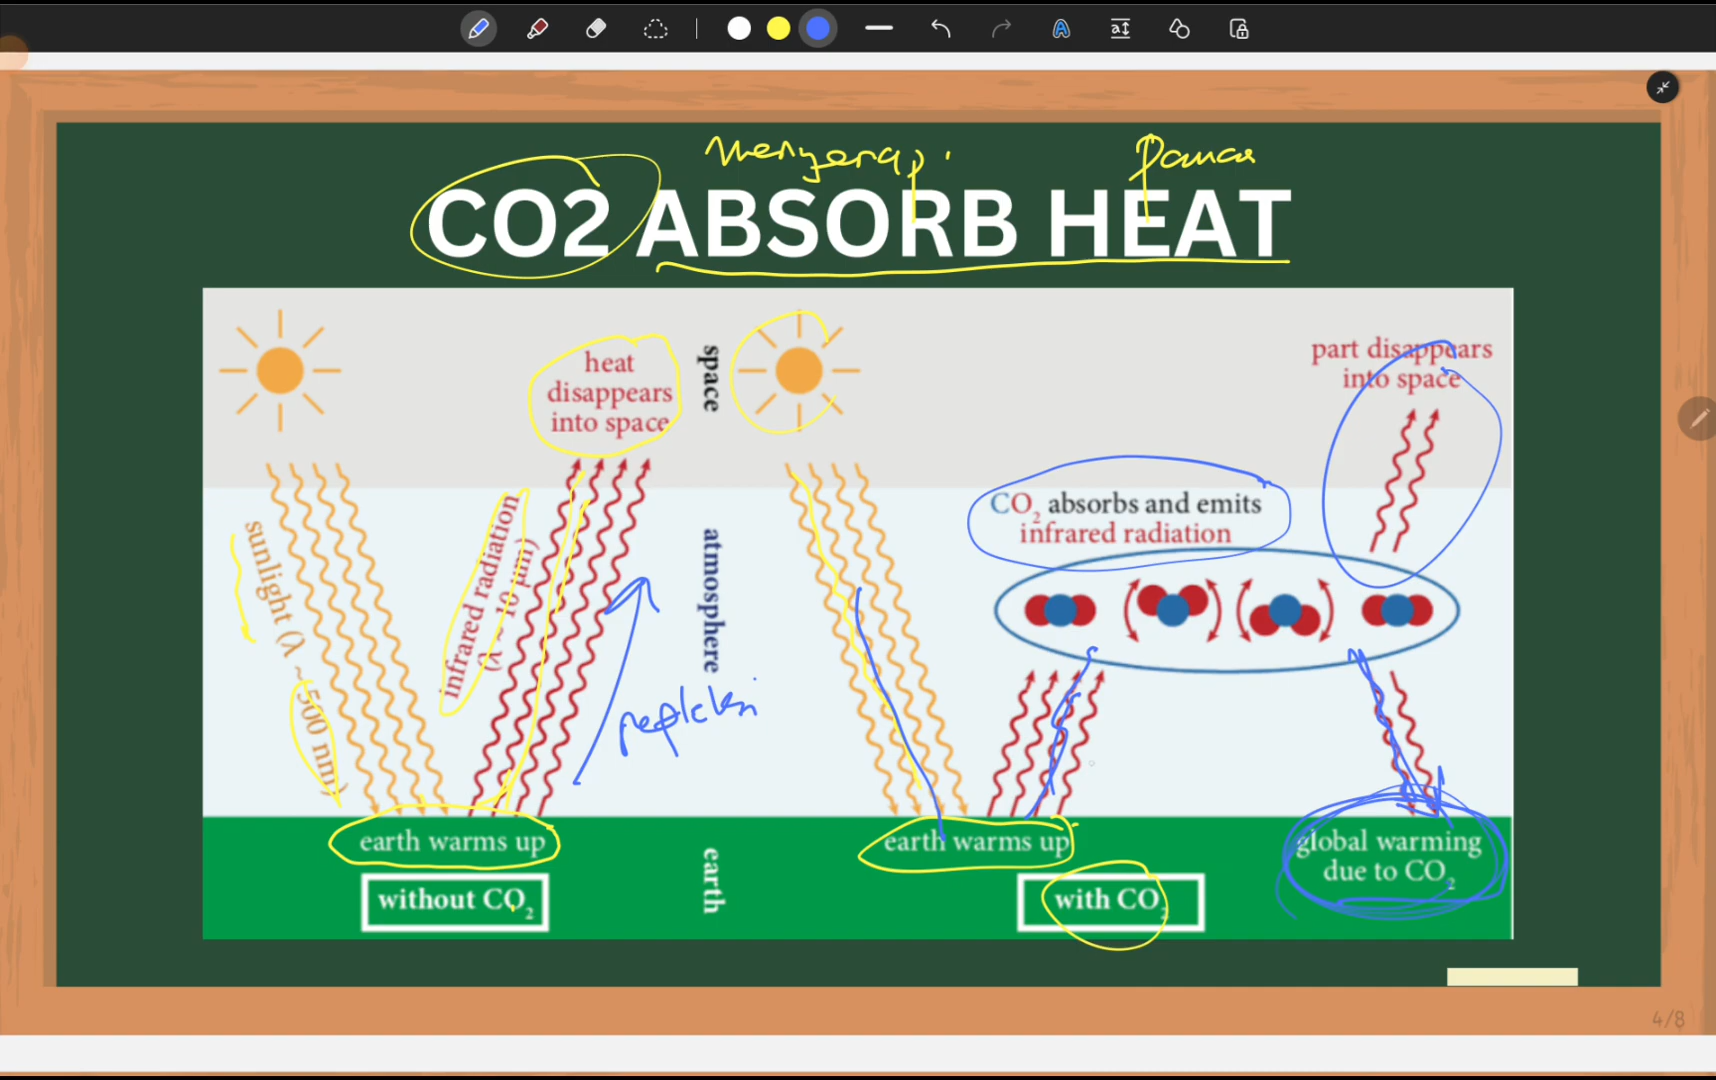 Menyerap Panas
CO2 ABSORB HEAT
heat
disappears
into space
space
part disappears
into space
sunlight (λ ~ 500 nm)
infrared radiation
(λ ~ 10 μm)
atmosphere
CO₂ absorbs and emits
infrared radiation
earth warms up
earth
earth warms up
global warming
due to CO₂
without CO₂
with CO₂
4/8